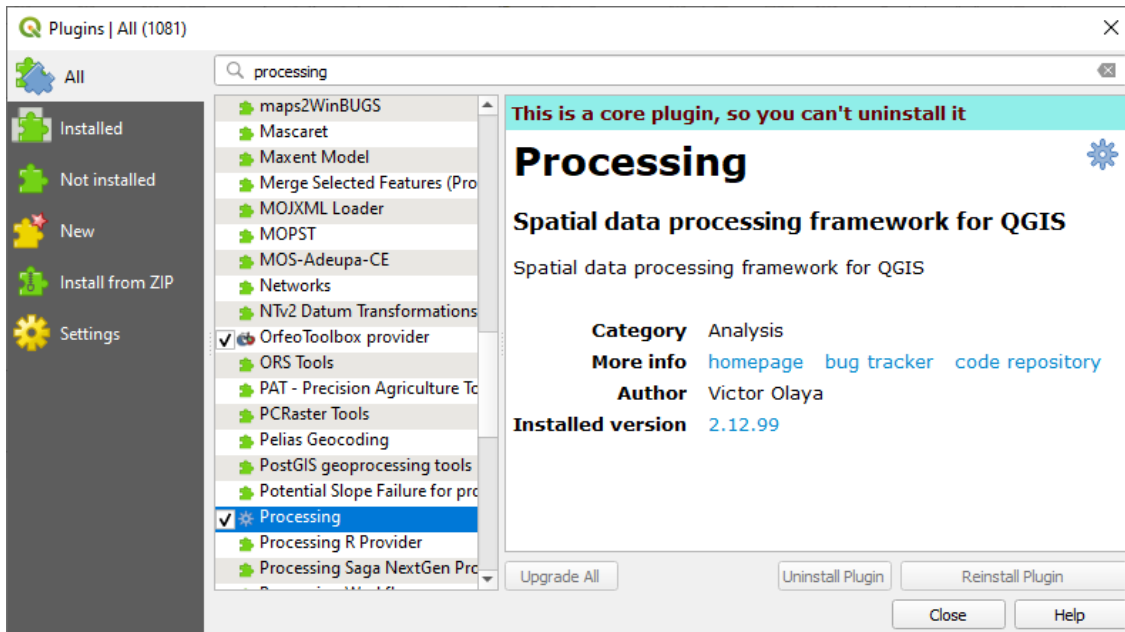 Plugins | All (1081)
All
Installed
Not installed
New
Install from ZIP
Settings
processing
maps2WinBUGS
Mascaret
Maxent Model
Merge Selected Features (Pro
MOJXML Loader
MOPST
MOS-Adeupa-CE
Networks
NTv2 Datum Transformations
OrfeoToolbox provider
ORS Tools
PAT - Precision Agriculture To
PCRaster Tools
Pelias Geocoding
PostGIS geoprocessing tools
Potential Slope Failure for pro
Processing
Processing R Provider
Processing Saga NextGen Pro
This is a core plugin, so you can't uninstall it
Processing
Spatial data processing framework for QGIS
Spatial data processing framework for QGIS
Category Analysis
More info homepage bug tracker code repository
Author Victor Olaya
Installed version 2.12.99
Upgrade All Uninstall Plugin Reinstall Plugin
Close Help